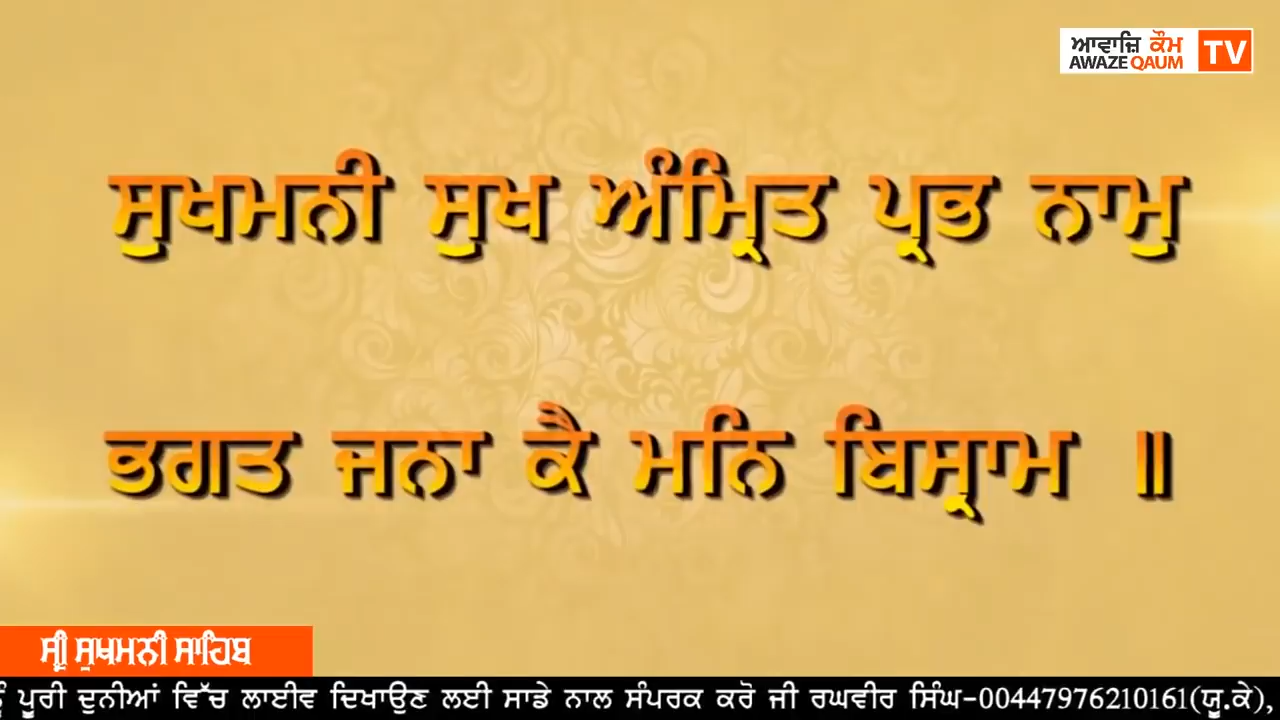 ਆਵਾਜ਼ਿ ਕੌਮ
AWAZE QAUM TV
ਸੁਖਮਨੀ ਸੁਖ ਅੰਮ੍ਰਿਤ ਪ੍ਰਭ ਨਾਮੁ
ਭਗਤ ਜਨਾ ਕੈ ਮਨਿ ਬਿਸ੍ਰਾਮ ॥
ਸ੍ਰੀ ਸੁਖਮਨੀ ਸਾਹਿਬ
ਪੂਰੀ ਦੁਨੀਆਂ ਵਿੱਚ ਲਾਈਵ ਦਿਖਾਉਣ ਲਈ ਸਾਡੇ ਨਾਲ ਸੰਪਰਕ ਕਰੋ ਜੀ ਰਘਵੀਰ ਸਿੰਘ-00447976210161(ਯੂ.ਕੇ),